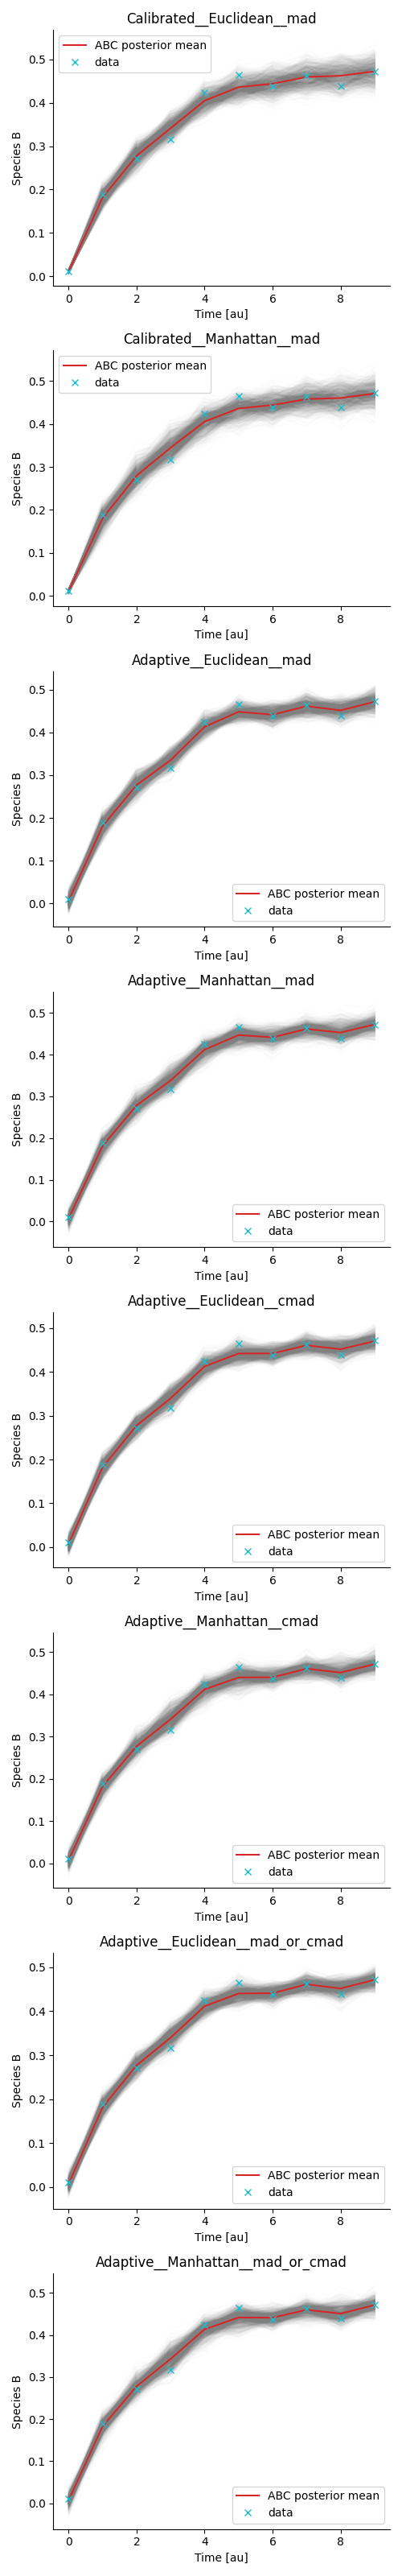 Calibrated__Euclidean__mad
ABC posterior mean
data
0.5
0.4
0.3
0.2
0.1
0.0
Species B
0 2 4 6 8
Time [au]
Calibrated__Manhattan__mad
ABC posterior mean
data
0.5
0.4
0.3
0.2
0.1
0.0
Species B
0 2 4 6 8
Time [au]
Adaptive__Euclidean__mad
0.5
0.4
0.3
0.2
0.1
0.0
Species B
ABC posterior mean
data
0 2 4 6 8
Time [au]
Adaptive__Manhattan__mad
0.5
0.4
0.3
0.2
0.1
0.0
Species B
ABC posterior mean
data
0 2 4 6 8
Time [au]
Adaptive__Euclidean__cmad
0.5
0.4
0.3
0.2
0.1
0.0
Species B
ABC posterior mean
data
0 2 4 6 8
Time [au]
Adaptive__Manhattan__cmad
0.5
0.4
0.3
0.2
0.1
0.0
Species B
ABC posterior mean
data
0 2 4 6 8
Time [au]
Adaptive__Euclidean__mad_or_cmad
0.5
0.4
0.3
0.2
0.1
0.0
Species B
ABC posterior mean
data
0 2 4 6 8
Time [au]
Adaptive__Manhattan__mad_or_cmad
0.5
0.4
0.3
0.2
0.1
0.0
Species B
ABC posterior mean
data
0 2 4 6 8
Time [au]